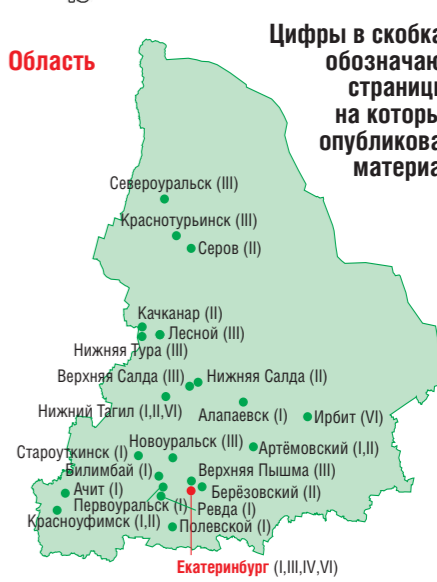 Область
Цифры в скобка
обозначаю
страниц
на которы
опубликова
материа
Североуральск (III)
Краснотурьинск (III)
Серов (II)
Качканар (II)
Лесной (III)
Нижняя Тура (III)
Верхняя Салда (III)
Нижняя Салда (II)
Нижний Тагил (I,II,VI)
Алапаевск (I)
Ирбит (VI)
Новоуральск (III)
Артёмовский (I,II)
Староуткинск (I)
Билимбай (I)
Верхняя Пышма (III)
Ачит (I)
Берёзовский (II)
Первоуральск (I)
Ревда (I)
Красноуфимск (I,II)
Полевской (I)
Екатеринбург (I,III,IV,VI)